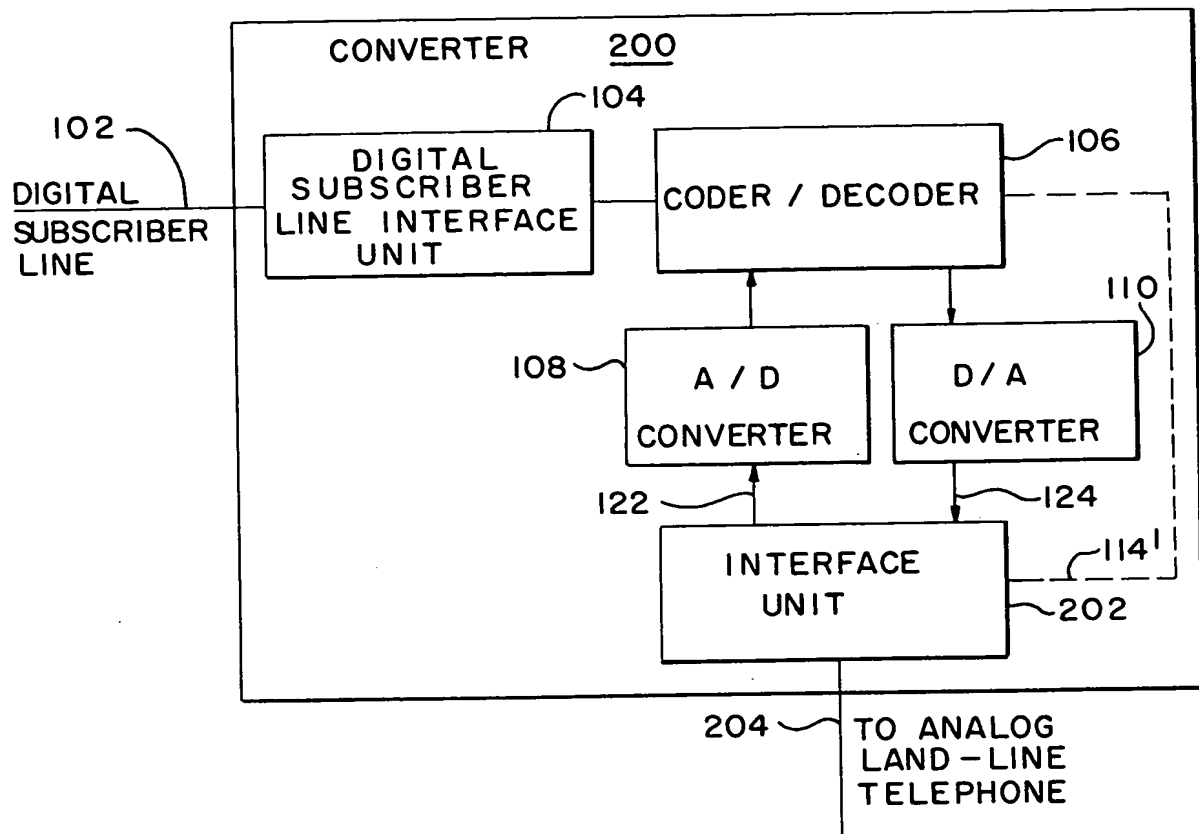 CONVERTER 200
104
102
DIGITAL
SUBSCRIBER
LINE
DIGITAL
SUBSCRIBER
LINE INTERFACE
UNIT
CODER / DECODER
106
110
108
A / D
CONVERTER
D/A
CONVERTER
122
124
INTERFACE
UNIT
114'
202
204
TO ANALOG
LAND-LINE
TELEPHONE